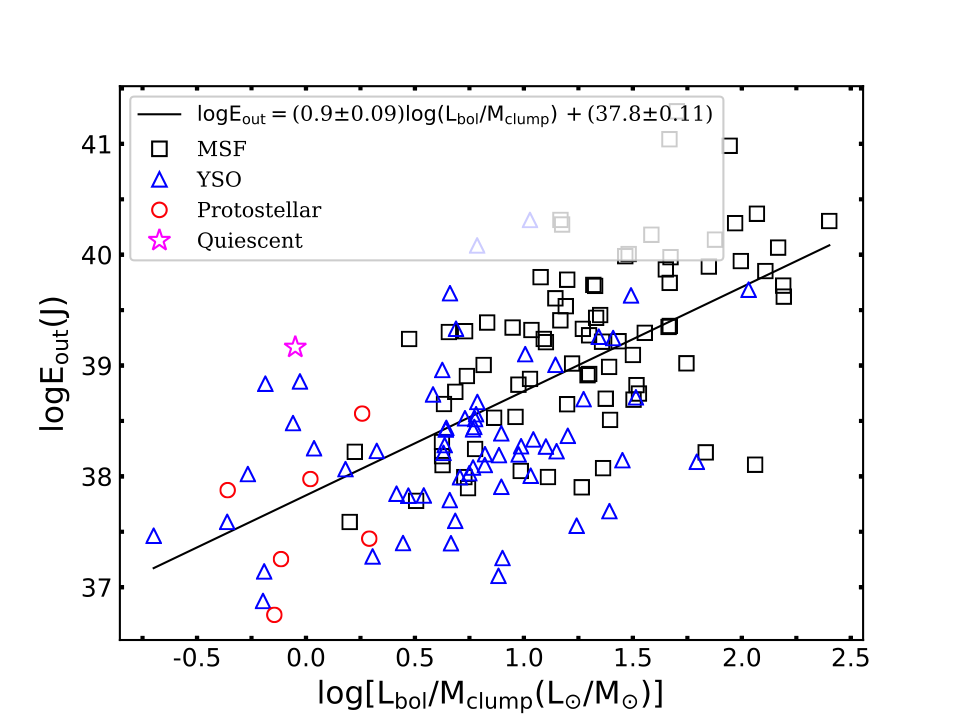 logE_out = (0.9±0.09)log(L_bol/M_clump) + (37.8±0.11)
MSF
YSO
Protostellar
Quiescent
41
40
39
38
37
logE_out(J)
-0.5 0.0 0.5 1.0 1.5 2.0 2.5
log[L_bol/M_clump(L_⊙/M_⊙)]